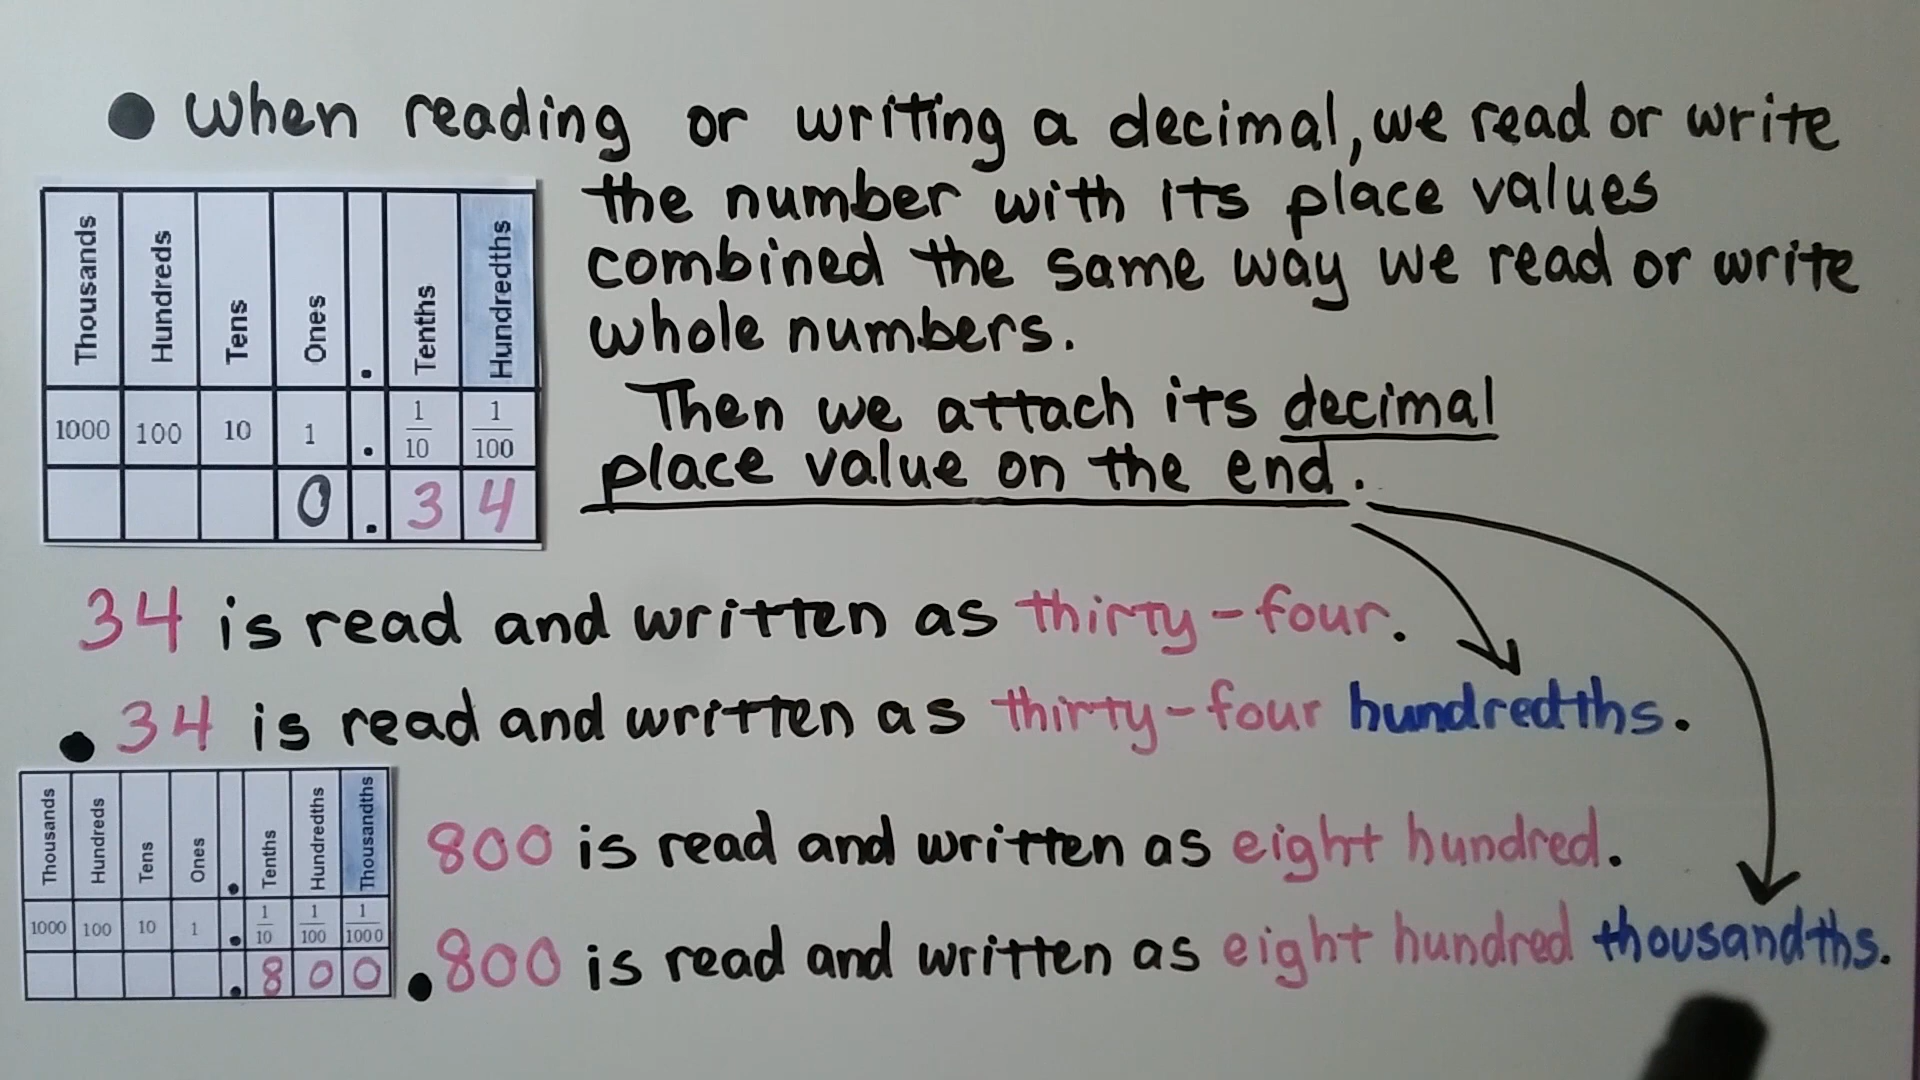 ● when reading or writing a decimal, we read or write
the number with its place values
combined the same way we read or write
whole numbers.
Then we attach its decimal
place value on the end.
Thousands Hundreds Tens Ones . Tenths Hundredths
1000 100 10 1 . 1/10 1/100
0 . 3 4
34 is read and written as thirty-four.
.34 is read and written as thirty-four hundredths.
Thousands Hundreds Tens Ones . Tenths Hundredths Thousandths
1000 100 10 1 . 1/10 1/100 1/1000
. 8 0 0
800 is read and written as eight hundred.
.800 is read and written as eight hundred thousandths.